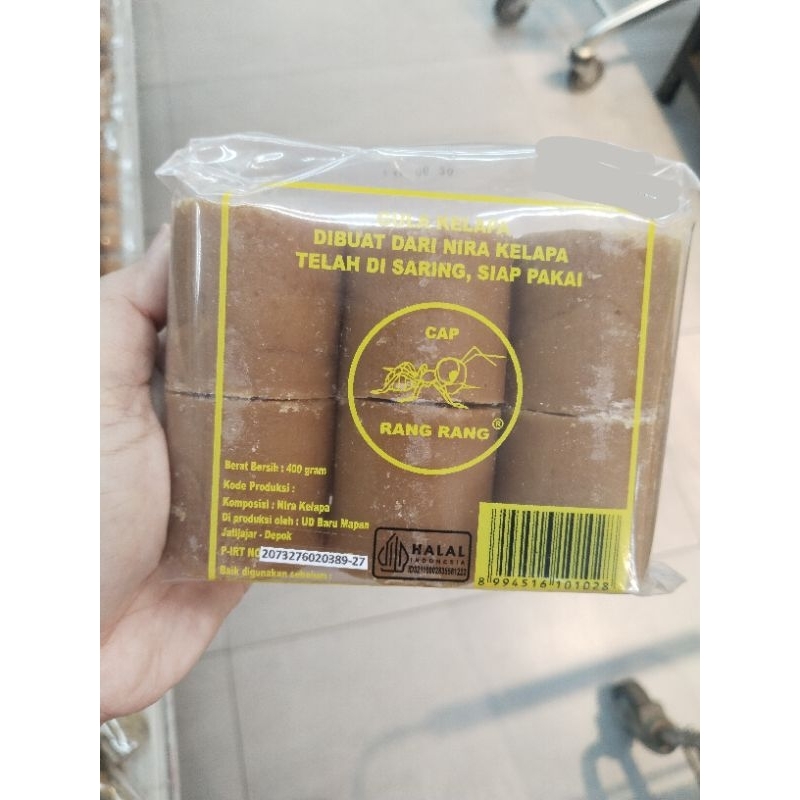 GULA KELAPA
DIBUAT DARI NIRA KELAPA
TELAH DI SARING, SIAP PAKAI
CAP
RANG RANG®
Berat Bersih : 400 gram
Kode Produksi :
Komposisi : Nira Kelapa
Di produksi oleh : UD Baru Mapan
Jatijajar - Depok
P-IRT NO 2073276020389-27
Baik digunakan sebelum :
HALAL
INDONESIA
8 994516 101028